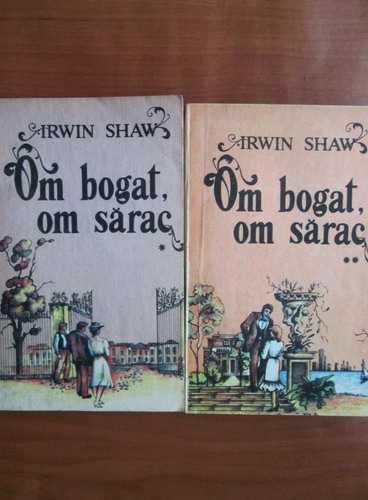 IRWIN SHAW
Om bogat,
om sărac
*
IRWIN SHAW
Om bogat,
om sărac
**